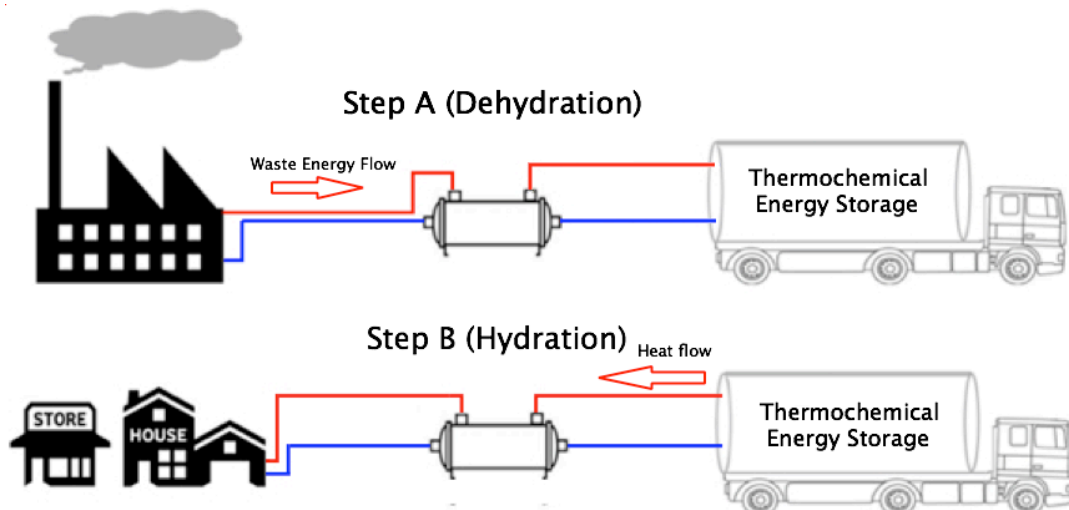 Step A (Dehydration)
Waste Energy Flow
Thermochemical
Energy Storage
Step B (Hydration)
Heat flow
STORE
HOUSE
Thermochemical
Energy Storage